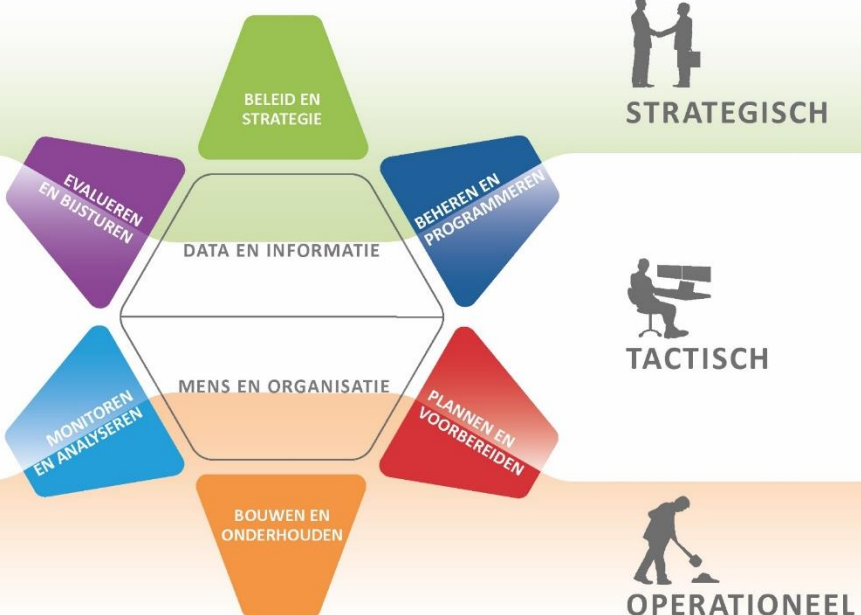 BELEID EN
STRATEGIE
STRATEGISCH
EVALUEREN
EN BIJSTUREN
BEHEREN EN
PROGRAMMEREN
DATA EN INFORMATIE
TACTISCH
MENS EN ORGANISATIE
MONITOREN
EN ANALYSEREN
PLANNEN EN
VOORBEREIDEN
BOUWEN EN
ONDERHOUDEN
OPERATIONEEL